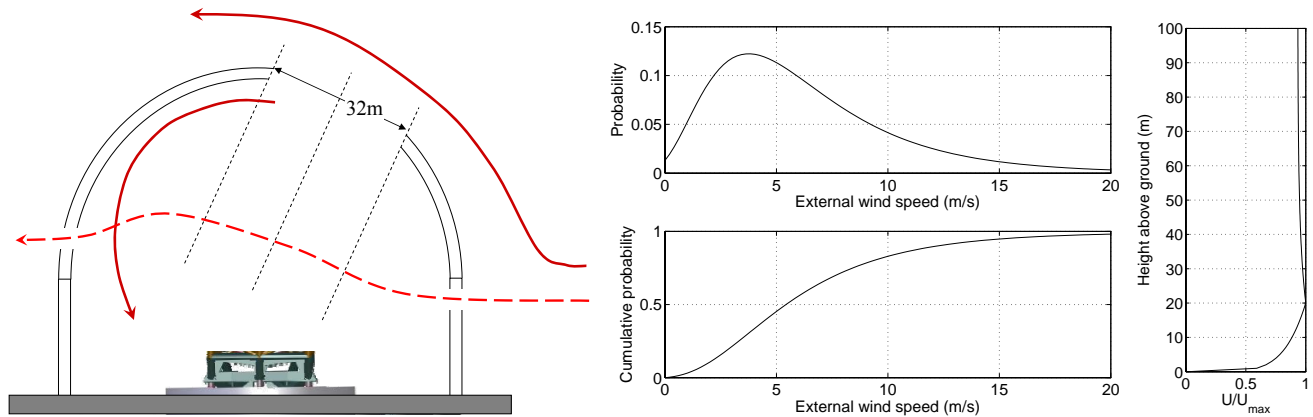 32m
0.15
0.1
0.05
0
Probability
0 5 10 15 20
External wind speed (m/s)
1
0.5
0
Cumulative probability
0 5 10 15 20
External wind speed (m/s)
100
90
80
70
60
50
40
30
20
10
0
Height above ground (m)
0 0.5 1
U/U_max